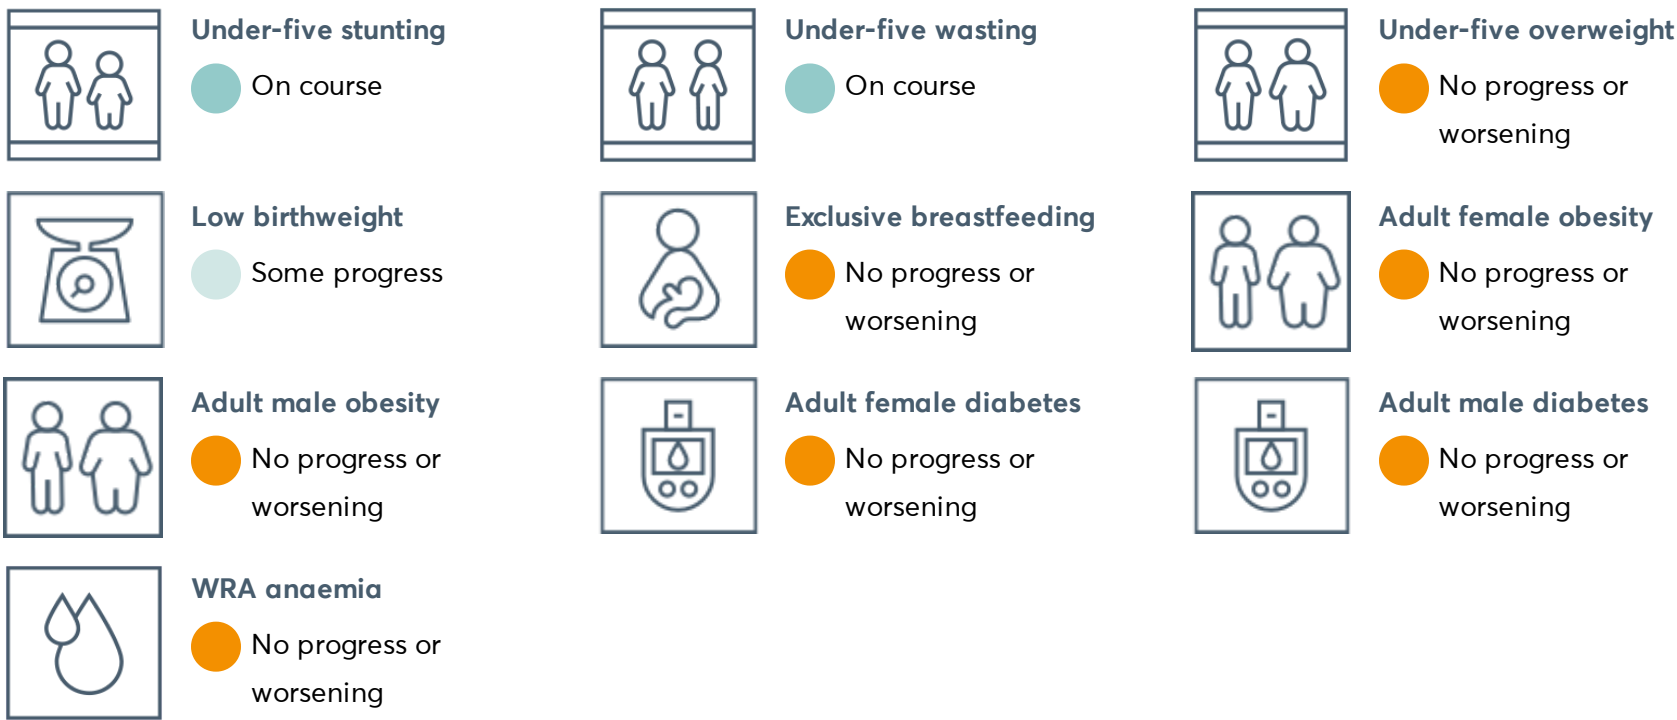 Under-five stunting
On course
Under-five wasting
On course
Under-five overweight
No progress or
worsening
Low birthweight
Some progress
Exclusive breastfeeding
No progress or
worsening
Adult female obesity
No progress or
worsening
Adult male obesity
No progress or
worsening
Adult female diabetes
No progress or
worsening
Adult male diabetes
No progress or
worsening
WRA anaemia
No progress or
worsening